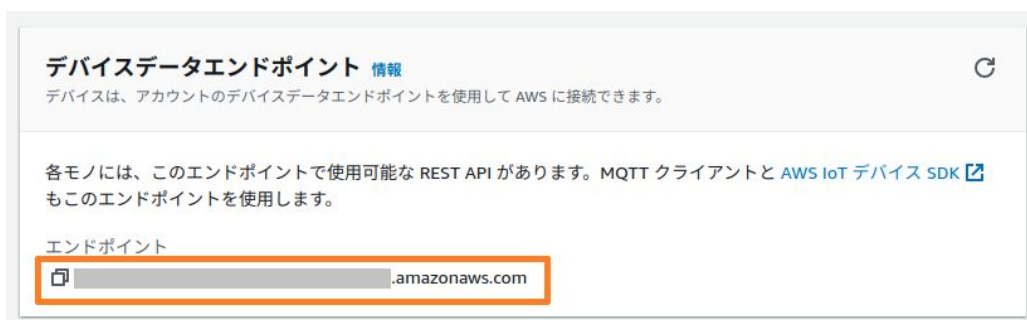 デバイスデータエンドポイント 情報
デバイスは、アカウントのデバイスデータエンドポイントを使用して AWS に接続できます。
各モノには、このエンドポイントで使用可能な REST API があります。MQTT クライアントと AWS IoT デバイス SDK
もこのエンドポイントを使用します。
エンドポイント
.amazonaws.com